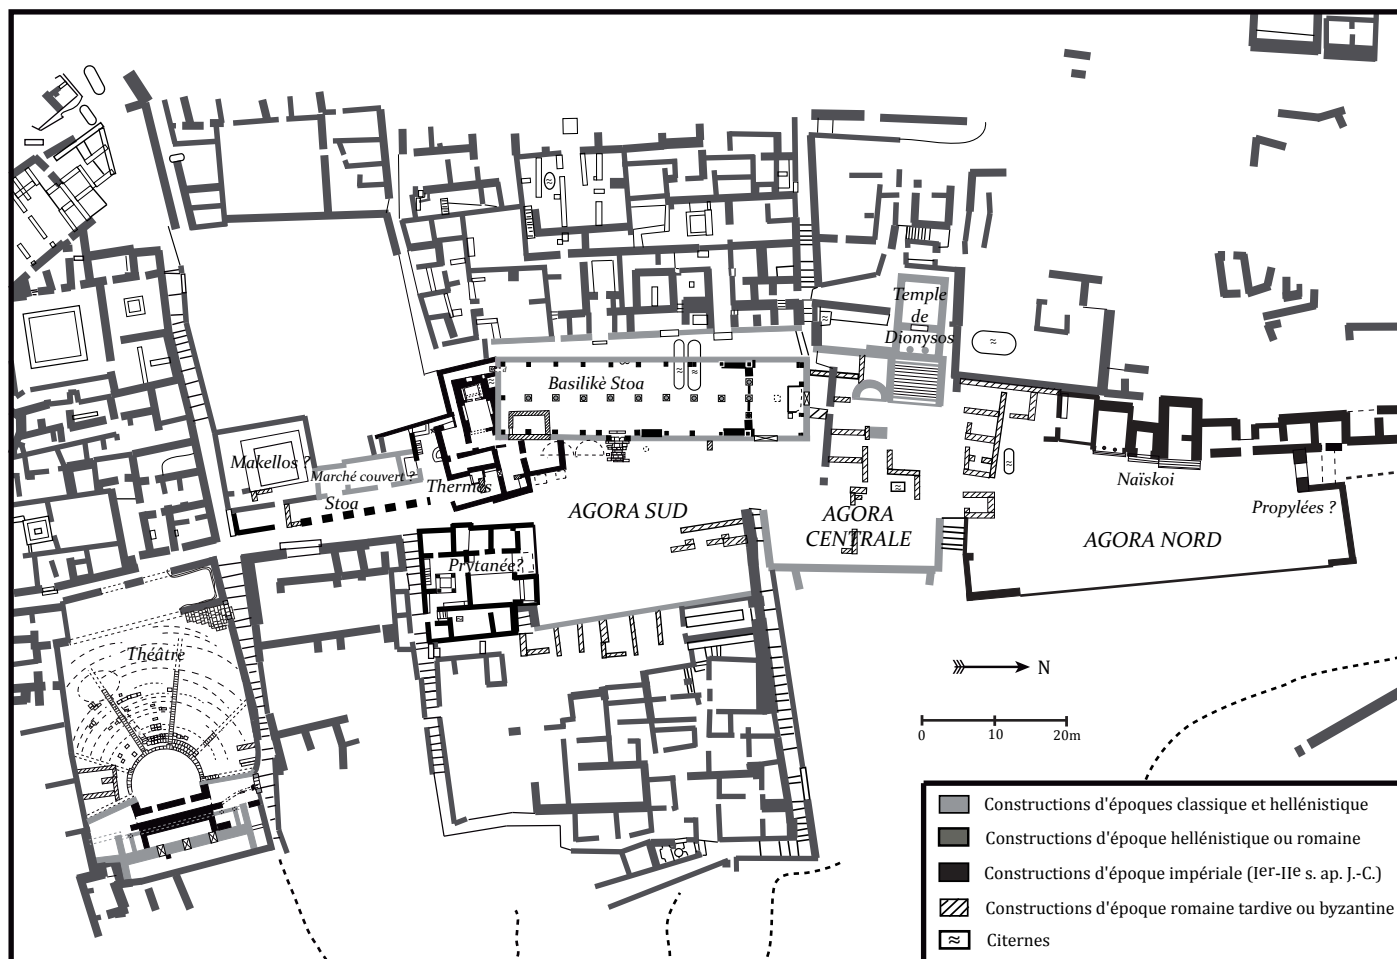 Temple
de
Dionysos
Basilikè Stoa
Makellos ?
Marché couvert ?
Thermes
Stoa
Naïskoi
Propylées ?
AGORA SUD
AGORA
CENTRALE
AGORA NORD
Prytanée?
Théâtre
N
0 10 20m
Constructions d'époques classique et hellénistique
Constructions d'époque hellénistique ou romaine
Constructions d'époque impériale (Ier-IIe s. ap. J.-C.)
Constructions d'époque romaine tardive ou byzantine
Citernes